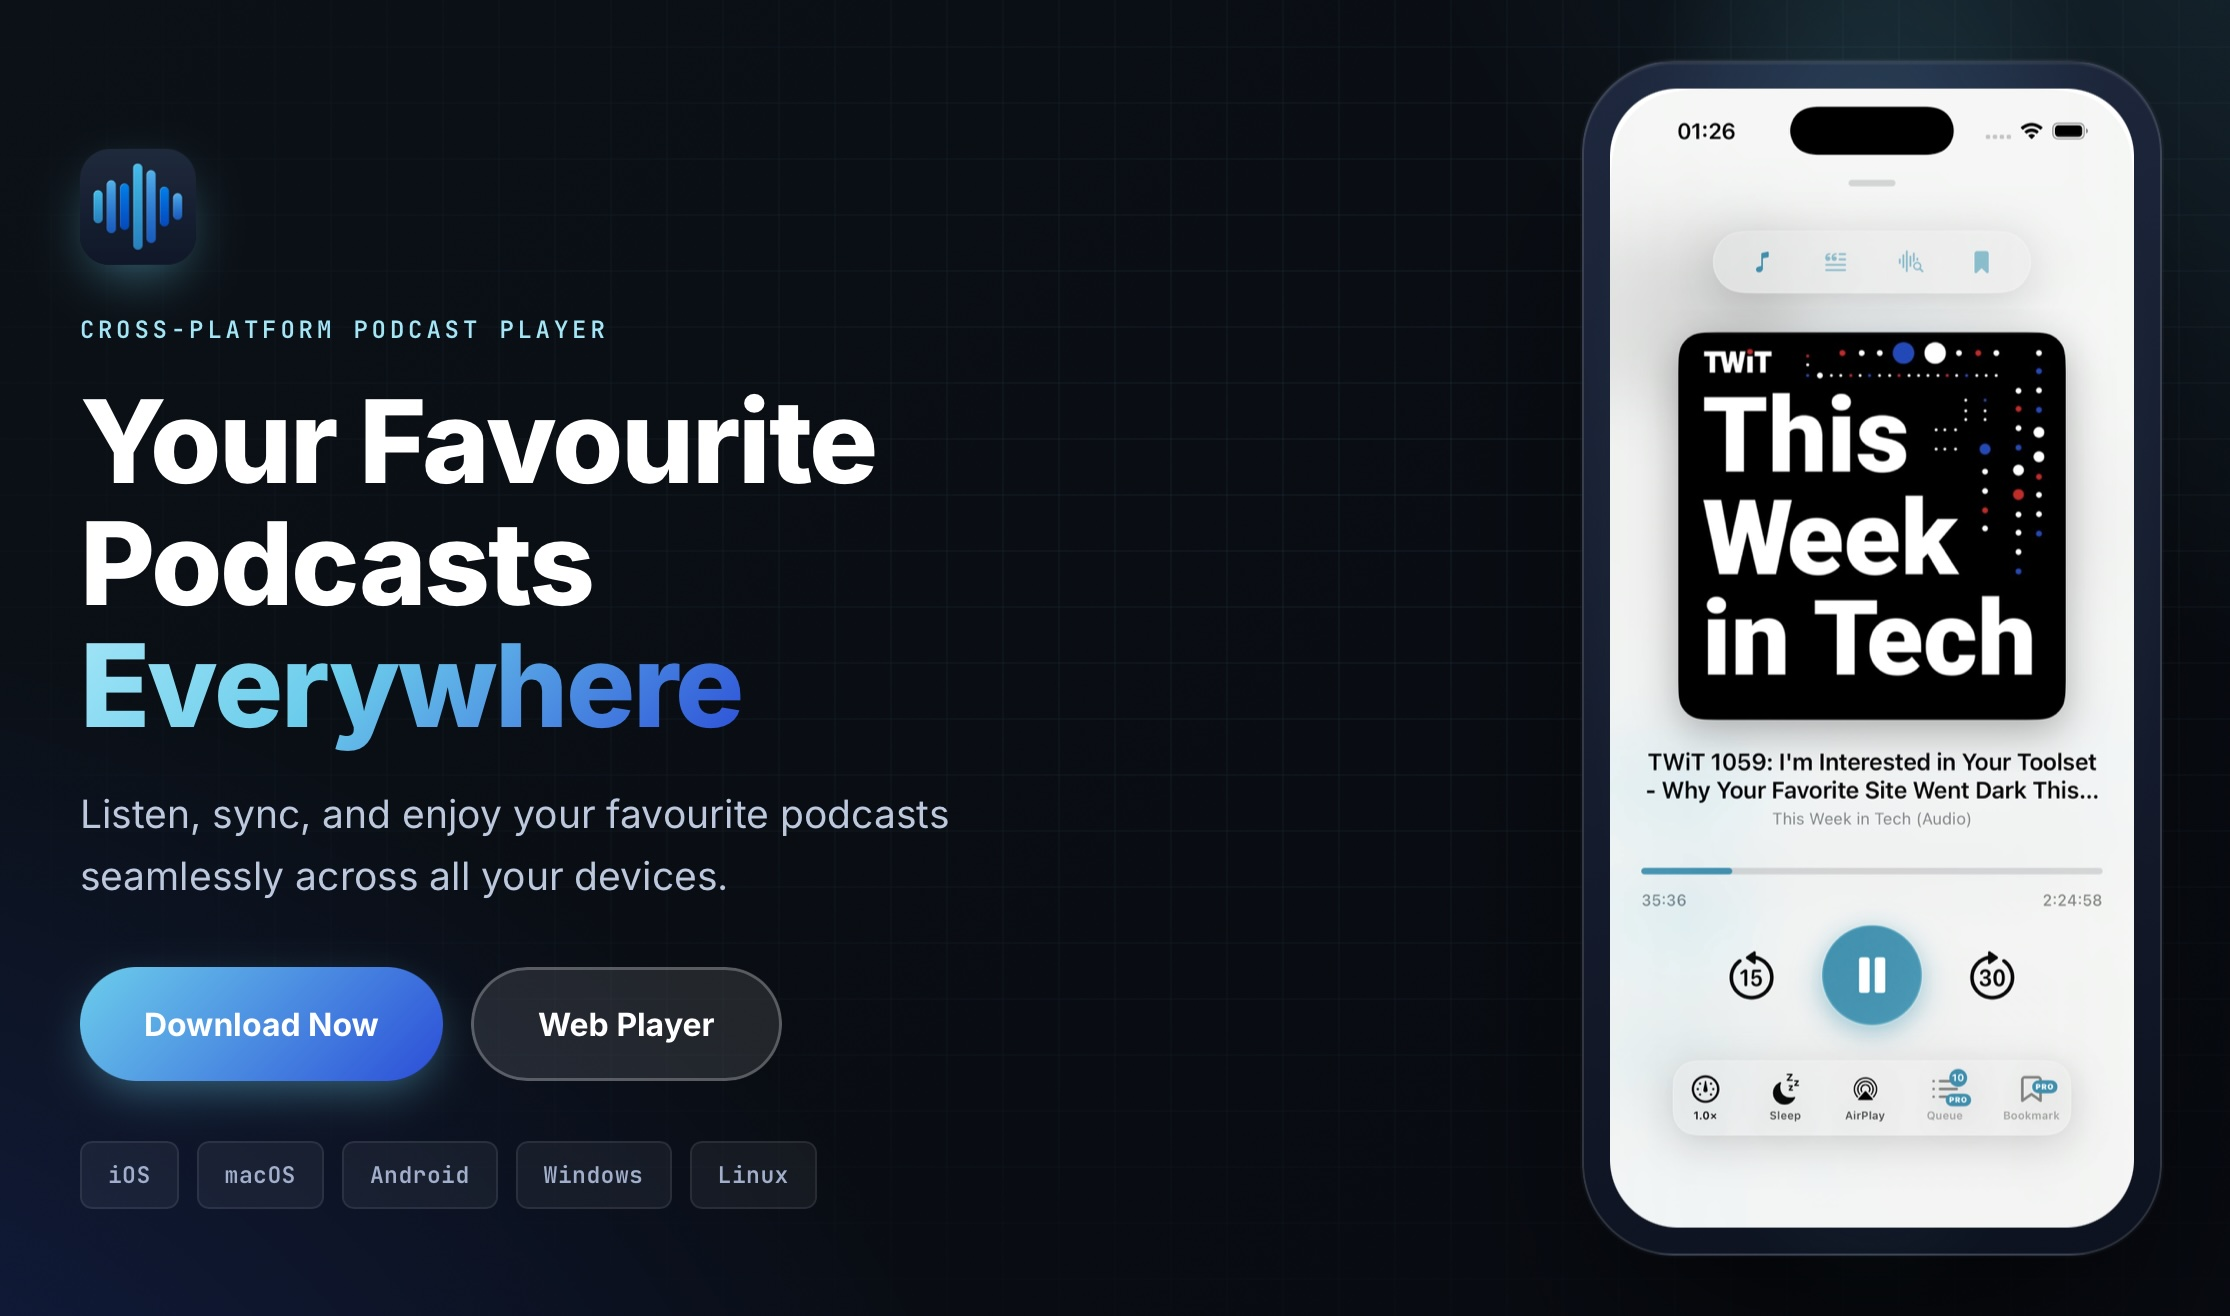 CROSS-PLATFORM PODCAST PLAYER
Your Favourite
Podcasts
Everywhere
Listen, sync, and enjoy your favourite podcasts
seamlessly across all your devices.
Download Now
Web Player
iOS
macOS
Android
Windows
Linux
01:26
TWiT
This
Week
in Tech
TWiT 1059: I'm Interested in Your Toolset
- Why Your Favorite Site Went Dark This...
This Week in Tech (Audio)
35:36
2:24:58
15
30
1.0×
Zzz
Sleep
AirPlay
10
PRO
Queue
PRO
Bookmark